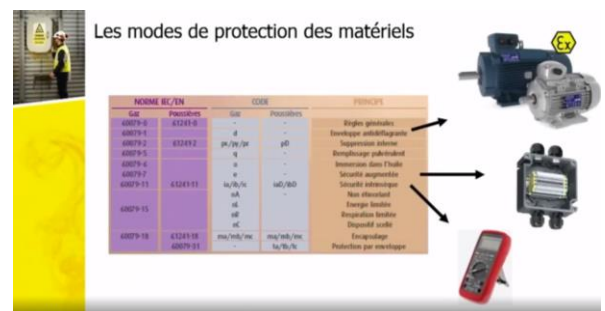 Les modes de protection des matériels
Ex
NORME IEC/EN CODE PRINCIPE
Gaz Poussières Gaz Poussières
60079-0 61241-0 - - Règles générales
60079-1 d - Enveloppe antidéflagrante
60079-2 61241-2 px/py/pz pD Suppression interne
60079-5 q - Remplissage pulvérulent
60079-6 o - Immersion dans l'huile
60079-7 e - Sécurité augmentée
60079-11 61241-11 ia/ib/ic iaD/ibD Sécurité intrinsèque
nA Non étincelant
60079-15 nL Energie limitée
nR Respiration limitée
nC Dispositif scellé
60079-18 61241-18 ma/mb/mc ma/mb/mc Encapsulage
60079-31 - ta/tb/tc Protection par enveloppe